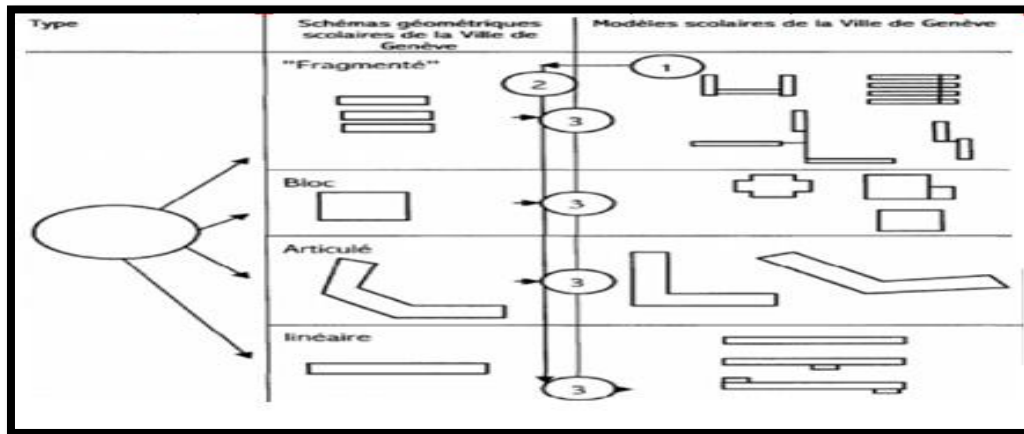 Type
Schémas géométriques
scolaires de la Ville de
Genève
Modèles scolaires de la Ville de Genève
"Fragmenté"
1
2
3
Bloc
3
Articulé
3
linéaire
3